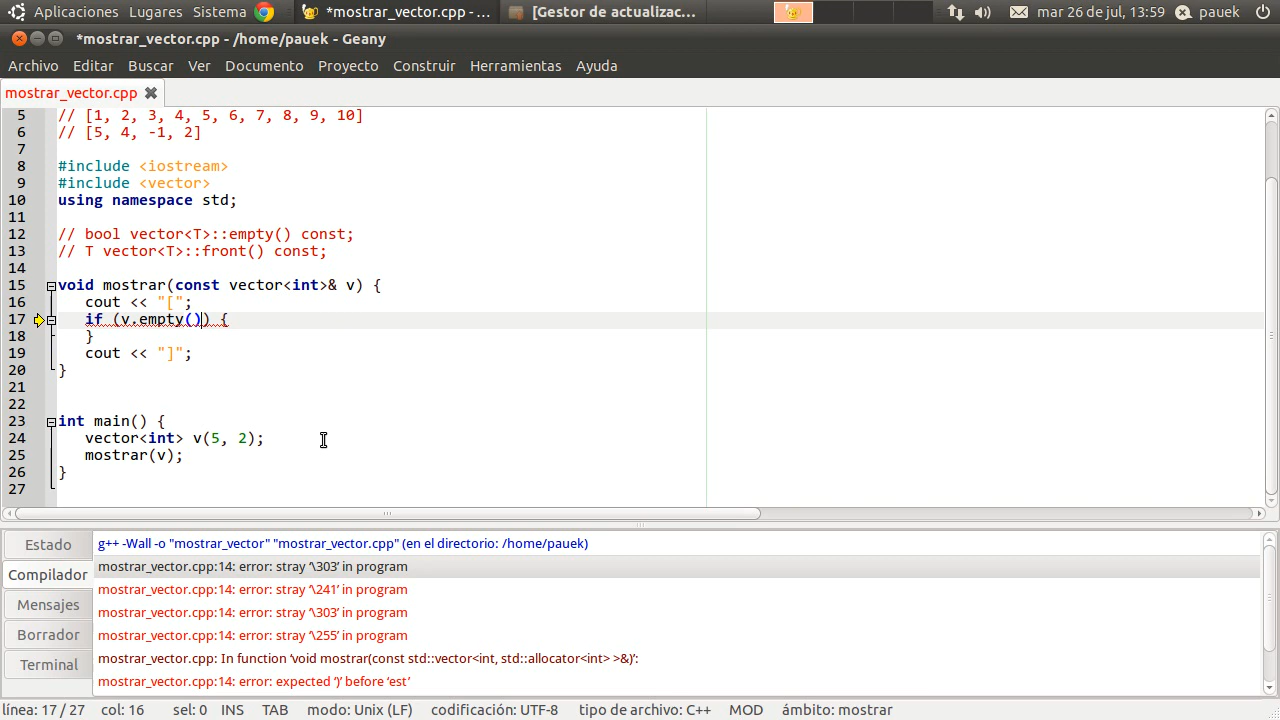 Aplicaciones Lugares Sistema *mostrar_vector.cpp - ... [Gestor de actualizac... mar 26 de jul, 13:59 pauek
*mostrar_vector.cpp - /home/pauek - Geany
Archivo Editar Buscar Ver Documento Proyecto Construir Herramientas Ayuda
mostrar_vector.cpp
5 // [1, 2, 3, 4, 5, 6, 7, 8, 9, 10]
6 // [5, 4, -1, 2]
7
8 #include <iostream>
9 #include <vector>
10 using namespace std;
11
12 // bool vector<T>::empty() const;
13 // T vector<T>::front() const;
14
15 void mostrar(const vector<int>& v) {
16 cout << "[";
17 if (v.empty()) {
18 }
19 cout << "]";
20 }
21
22
23 int main() {
24 vector<int> v(5, 2);
25 mostrar(v);
26 }
27
Estado
Compilador
Mensajes
Borrador
Terminal
g++ -Wall -o "mostrar_vector" "mostrar_vector.cpp" (en el directorio: /home/pauek)
mostrar_vector.cpp:14: error: stray ‘\303’ in program
mostrar_vector.cpp:14: error: stray ‘\241’ in program
mostrar_vector.cpp:14: error: stray ‘\303’ in program
mostrar_vector.cpp:14: error: stray ‘\255’ in program
mostrar_vector.cpp: In function ‘void mostrar(const std::vector<int, std::allocator<int> >&)’:
mostrar_vector.cpp:14: error: expected ‘)’ before ‘est’
línea: 17 / 27 col: 16 sel: 0 INS TAB modo: Unix (LF) codificación: UTF-8 tipo de archivo: C++ MOD ámbito: mostrar